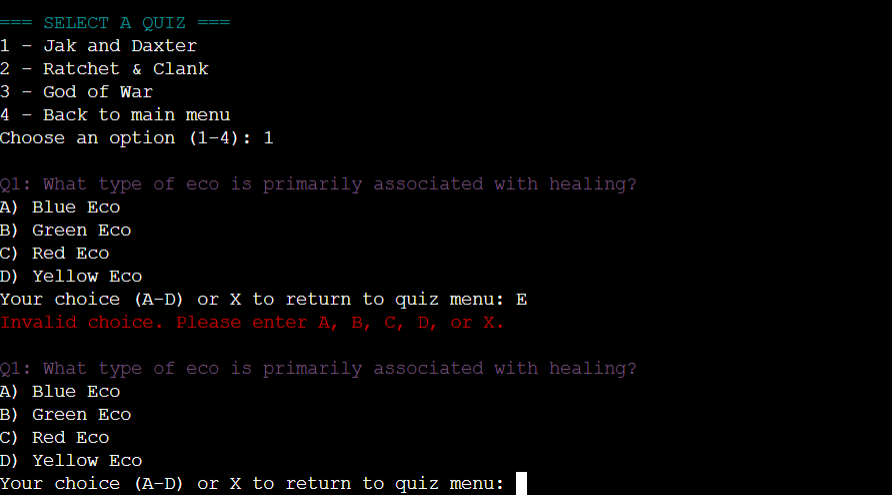 === SELECT A QUIZ ===
1 - Jak and Daxter
2 - Ratchet & Clank
3 - God of War
4 - Back to main menu
Choose an option (1-4): 1
Q1: What type of eco is primarily associated with healing?
A) Blue Eco
B) Green Eco
C) Red Eco
D) Yellow Eco
Your choice (A-D) or X to return to quiz menu: E
Invalid choice. Please enter A, B, C, D, or X.
Q1: What type of eco is primarily associated with healing?
A) Blue Eco
B) Green Eco
C) Red Eco
D) Yellow Eco
Your choice (A-D) or X to return to quiz menu: